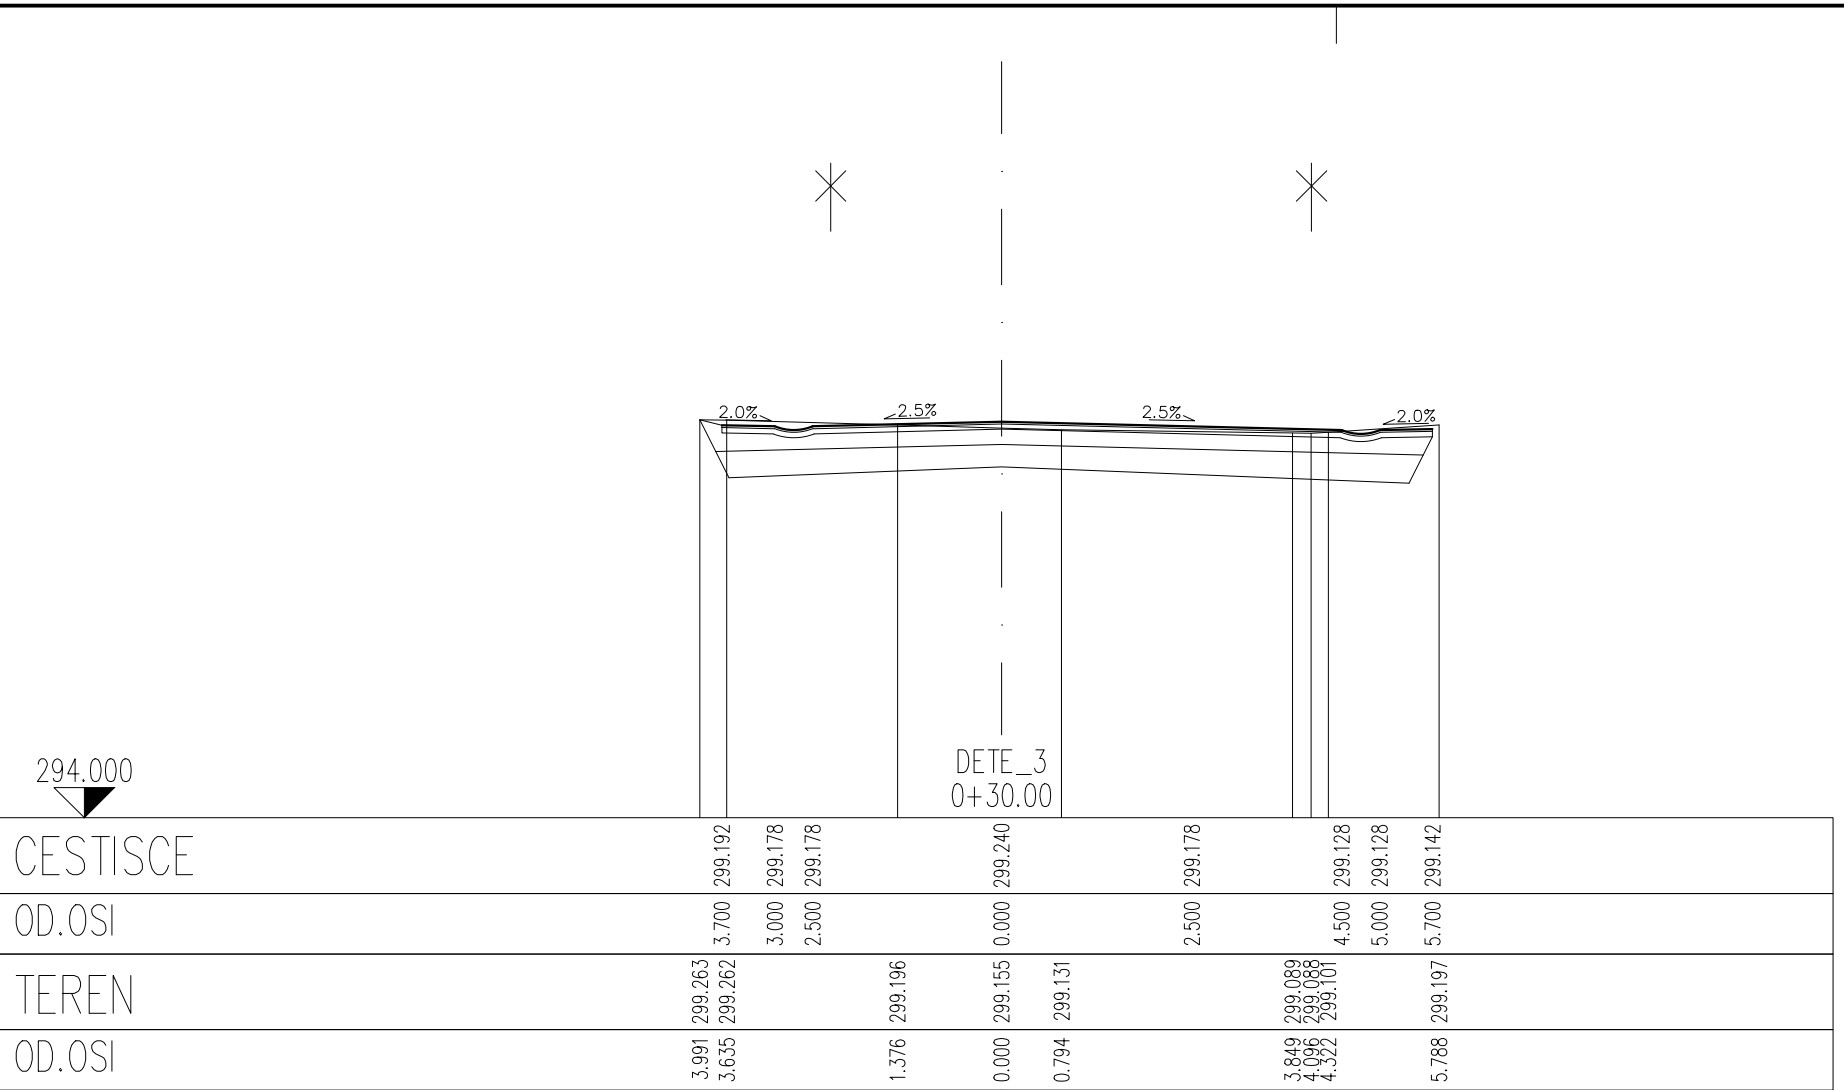 2.0% 2.5% 2.5% 2.0%
294.000
DETE_3
0+30.00
CESTISCE 299.192 299.178 299.178 299.240 299.178 299.128 299.128 299.142
OD.OSI 3.700 3.000 2.500 0.000 2.500 4.500 5.000 5.700
TEREN 299.263 299.262 299.196 299.155 299.131 299.089 299.088 299.101 299.197
OD.OSI 3.991 3.635 1.376 0.000 0.794 3.849 4.096 4.322 5.788